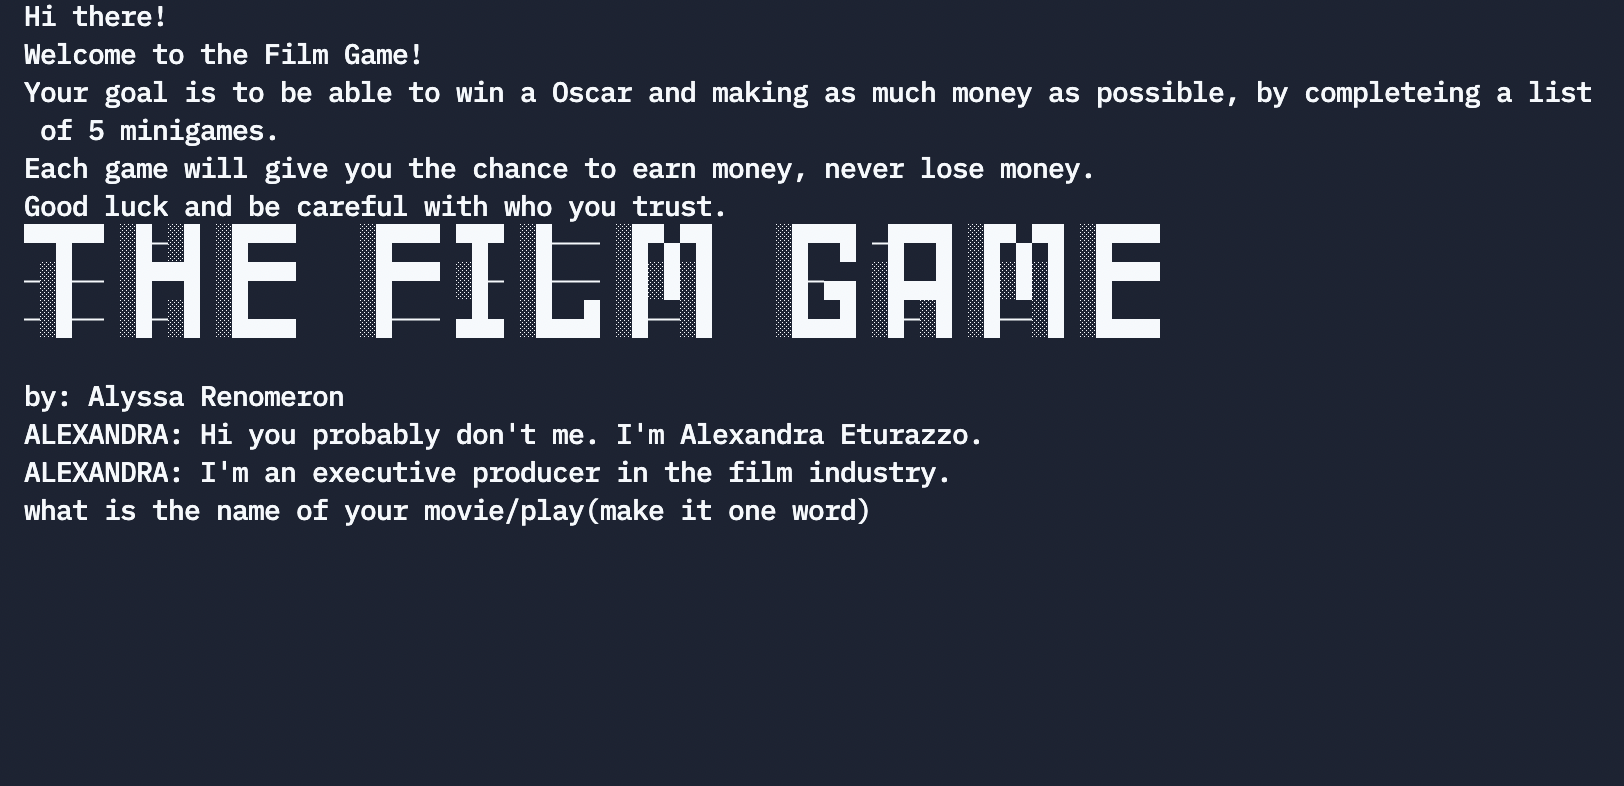 Hi there!
Welcome to the Film Game!
Your goal is to be able to win a Oscar and making as much money as possible, by completeing a list
of 5 minigames.
Each game will give you the chance to earn money, never lose money.
Good luck and be careful with who you trust.
THE FILM GAME
by: Alyssa Renomeron
ALEXANDRA: Hi you probably don't me. I'm Alexandra Eturazzo.
ALEXANDRA: I'm an executive producer in the film industry.
what is the name of your movie/play(make it one word)